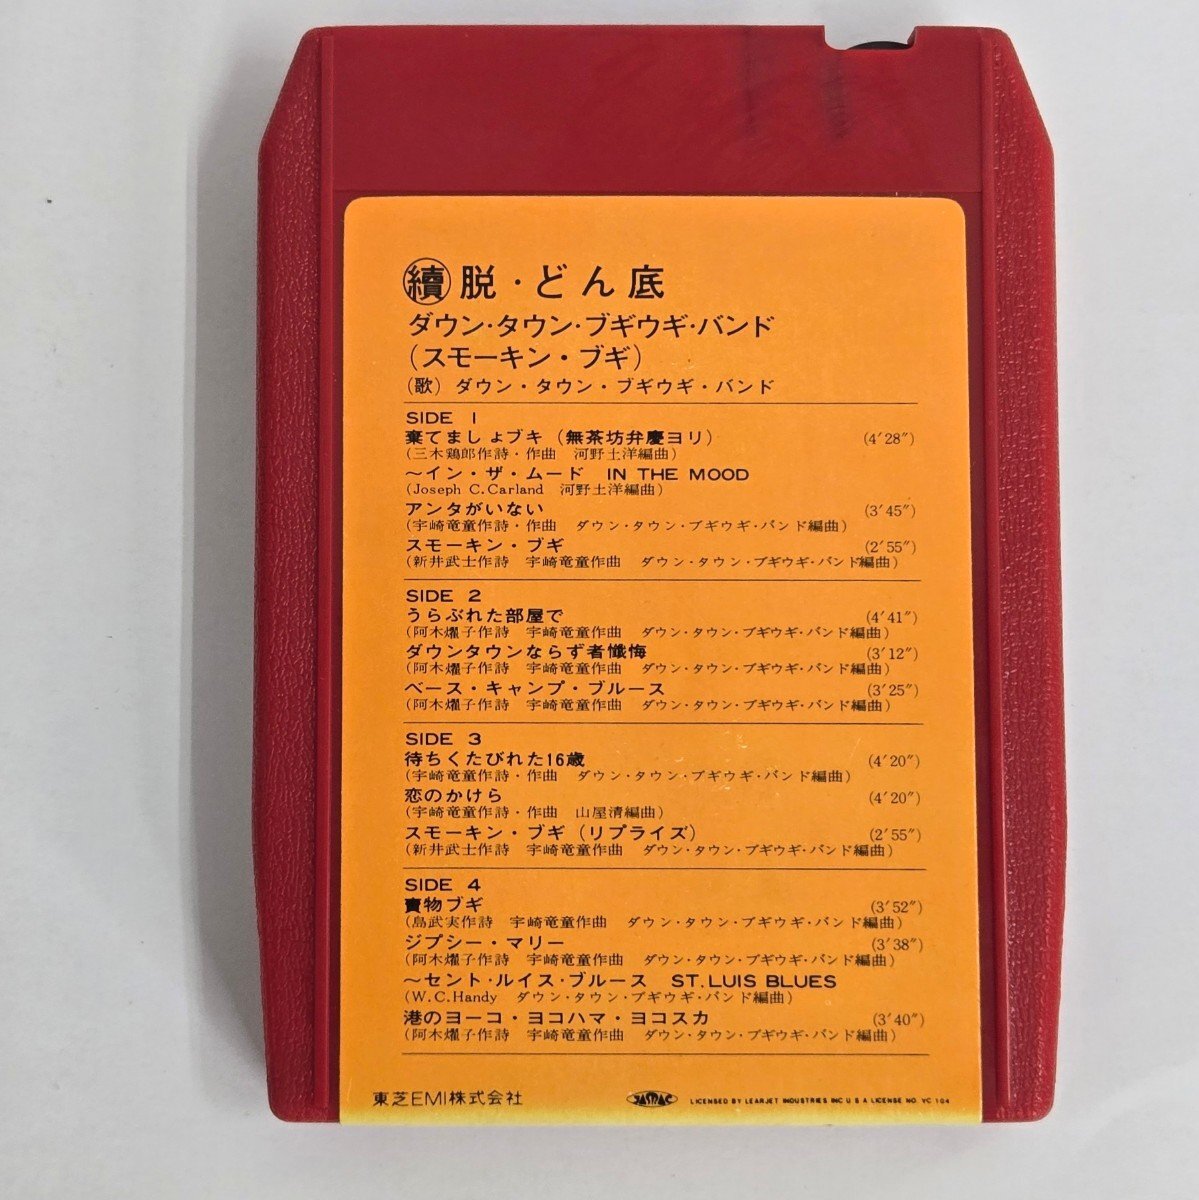 續 脱・どん底
ダウン・タウン・ブギウギ・バンド
(スモーキン・ブギ)
(歌) ダウン・タウン・ブギウギ・バンド
SIDE 1
棄てましょブキ (無茶坊弁慶ヨリ) (4′28″)
(三木鶏郎作詩・作曲 河野土洋編曲)
～イン・ザ・ムード IN THE MOOD
(Joseph C.Carland 河野土洋編曲)
アンタがいない (3′45″)
(宇崎竜童作詩・作曲 ダウン・タウン・ブギウギ・バンド編曲)
スモーキン・ブギ (2′55″)
(新井武士作詩 宇崎竜童作曲 ダウン・タウン・ブギウギ・バンド編曲)
SIDE 2
うらぶれた部屋で (4′41″)
(阿木燿子作詩 宇崎竜童作曲 ダウン・タウン・ブギウギ・バンド編曲)
ダウンタウンならず者懺悔 (3′12″)
(阿木燿子作詩 宇崎竜童作曲 ダウン・タウン・ブギウギ・バンド編曲)
ベース・キャンプ・ブルース (3′25″)
(阿木燿子作詩 宇崎竜童作曲 ダウン・タウン・ブギウギ・バンド編曲)
SIDE 3
待ちくたびれた16歳 (4′20″)
(宇崎竜童作詩・作曲 ダウン・タウン・ブギウギ・バンド編曲)
恋のかけら (4′20″)
(宇崎竜童作詩・作曲 山屋清編曲)
スモーキン・ブギ (リプライズ) (2′55″)
(新井武士作詩 宇崎竜童作曲 ダウン・タウン・ブギウギ・バンド編曲)
SIDE 4
賣物ブギ (3′52″)
(島武実作詩 宇崎竜童作曲 ダウン・タウン・ブギウギ・バンド編曲)
ジプシー・マリー (3′38″)
(阿木燿子作詩 宇崎竜童作曲 ダウン・タウン・ブギウギ・バンド編曲)
～セント・ルイス・ブルース ST.LUIS BLUES
(W.C.Handy ダウン・タウン・ブギウギ・バンド編曲)
港のヨーコ・ヨコハマ・ヨコスカ (3′40″)
(阿木燿子作詩 宇崎竜童作曲 ダウン・タウン・ブギウギ・バンド編曲)
東芝EMI株式会社 JASRAC LICENSED BY LEARJET INDUSTRIES INC U S A LICENSE NO. YC 104